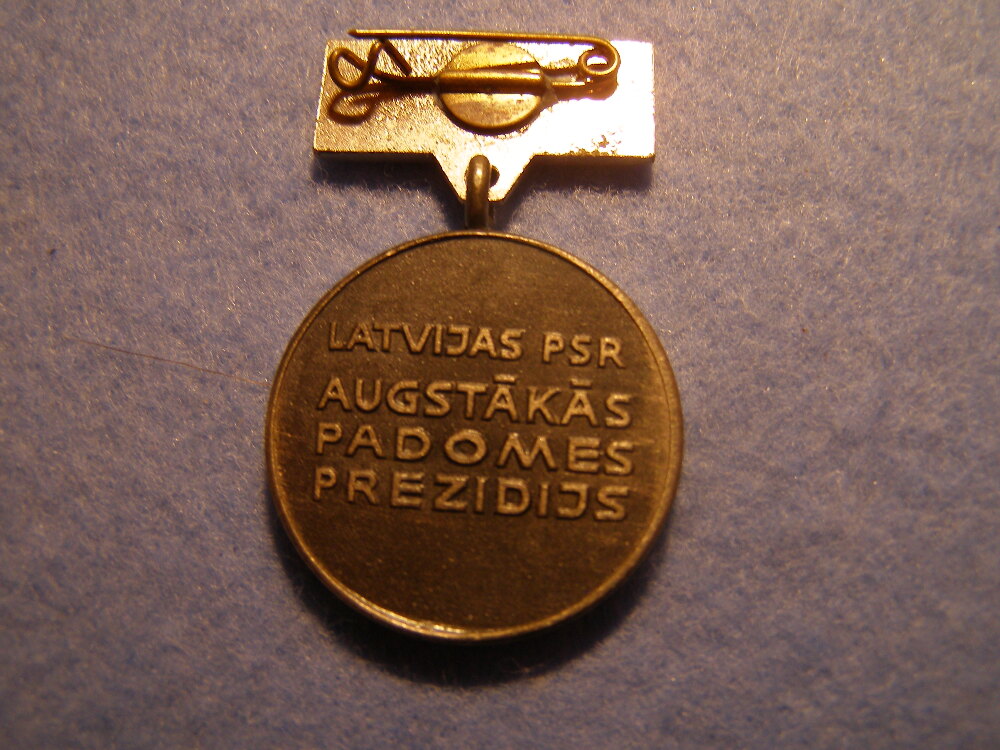 LATVIJAS PSR
AUGSTĀKĀS
PADOMES
PREZIDIJS